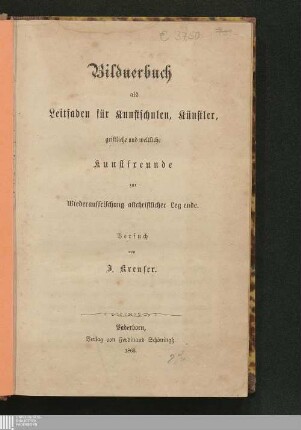 Bildnerbuch
als
Leitfaden für Kunstschulen, Künstler,
geistliche und weltliche
Kunstfreunde
zur
Wiederauffrischung altchristlicher Legende.
Versuch
von
J. Kreuser.
Paderborn,
Verlag von Ferdinand Schöningh